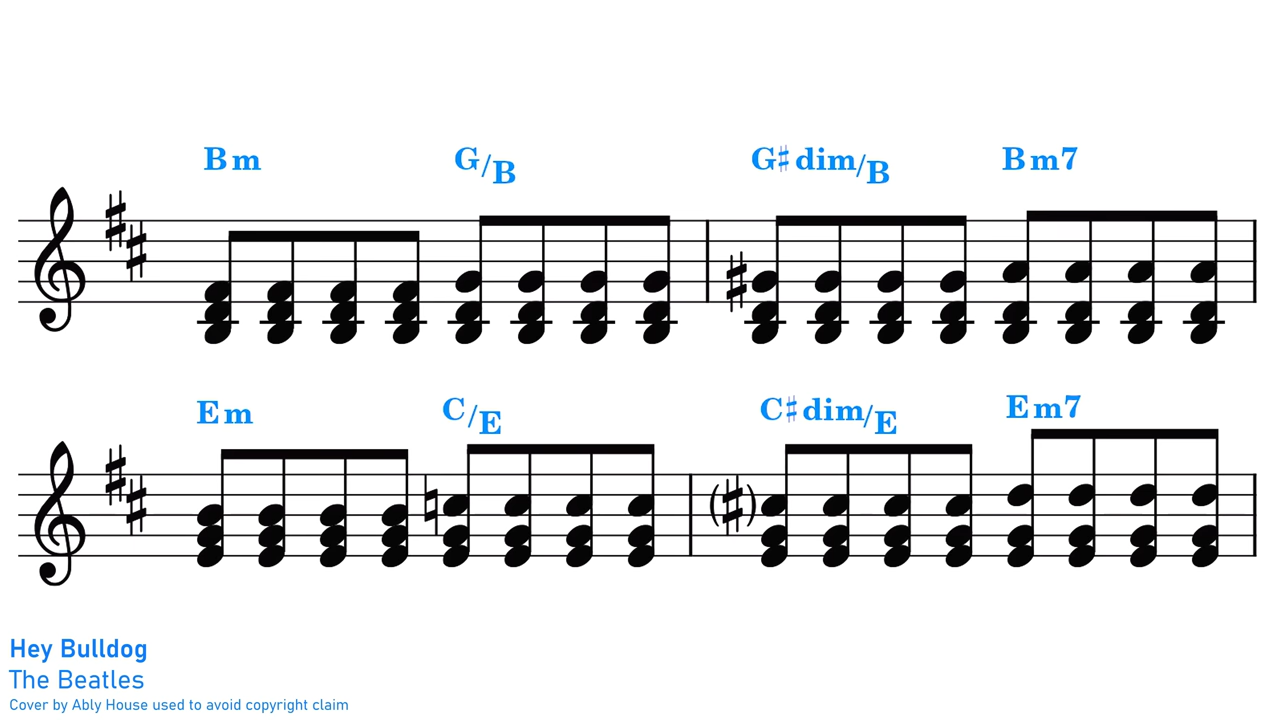 Bm G/B G♯dim/B Bm7
Em C/E C♯dim/E Em7
Hey Bulldog
The Beatles
Cover by Ably House used to avoid copyright claim